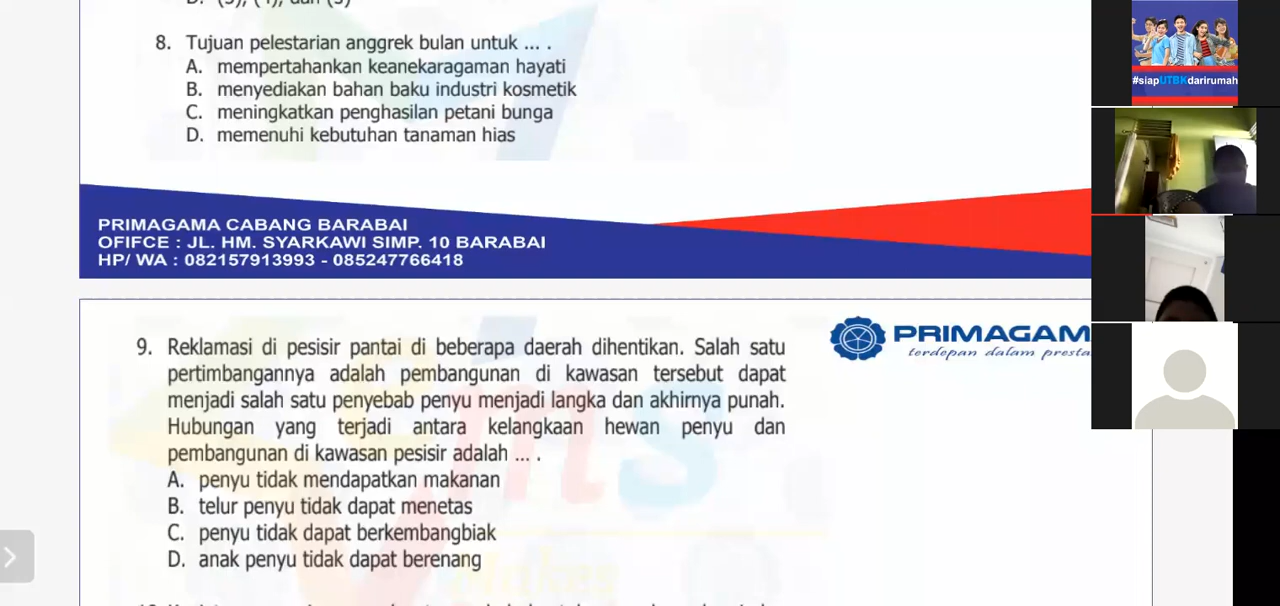 8. Tujuan pelestarian anggrek bulan untuk ... .
A. mempertahankan keanekaragaman hayati
B. menyediakan bahan baku industri kosmetik
C. meningkatkan penghasilan petani bunga
D. memenuhi kebutuhan tanaman hias
PRIMAGAMA CABANG BARABAI
OFIFCE : JL. HM. SYARKAWI SIMP. 10 BARABAI
HP/ WA : 082157913993 - 085247766418
#siapUTBKdarirumah
PRIMAGAM
terdepan dalam presta
9. Reklamasi di pesisir pantai di beberapa daerah dihentikan. Salah satu
pertimbangannya adalah pembangunan di kawasan tersebut dapat
menjadi salah satu penyebab penyu menjadi langka dan akhirnya punah.
Hubungan yang terjadi antara kelangkaan hewan penyu dan
pembangunan di kawasan pesisir adalah ... .
A. penyu tidak mendapatkan makanan
B. telur penyu tidak dapat menetas
C. penyu tidak dapat berkembangbiak
D. anak penyu tidak dapat berenang